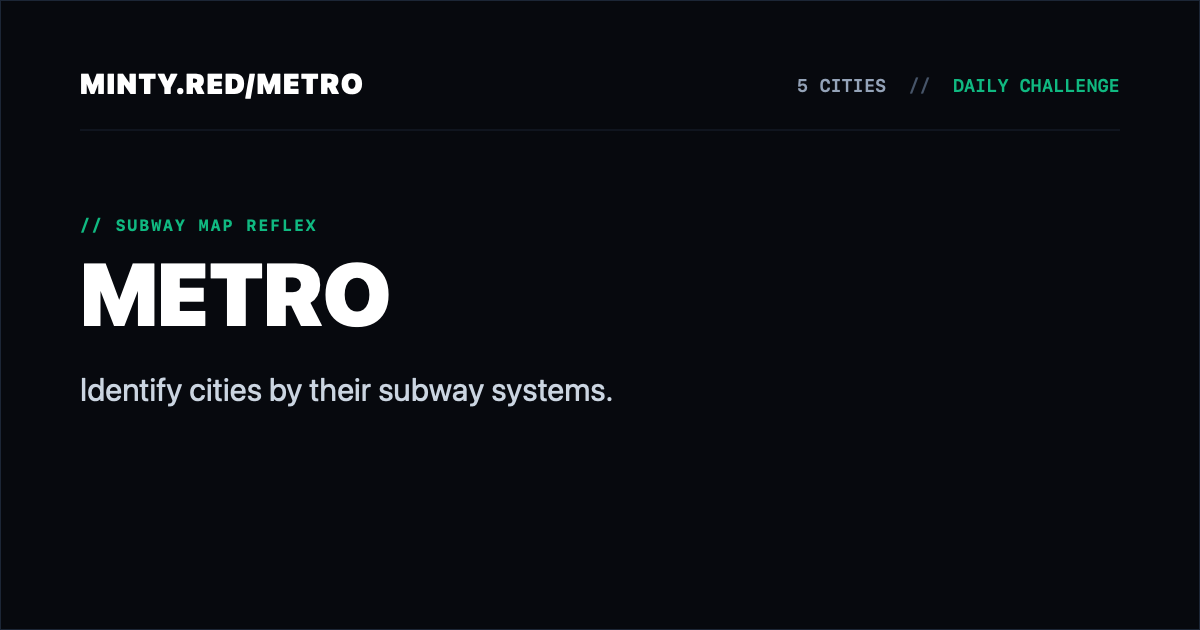 MINTY.RED/METRO
5 CITIES // DAILY CHALLENGE
// SUBWAY MAP REFLEX
METRO
Identify cities by their subway systems.